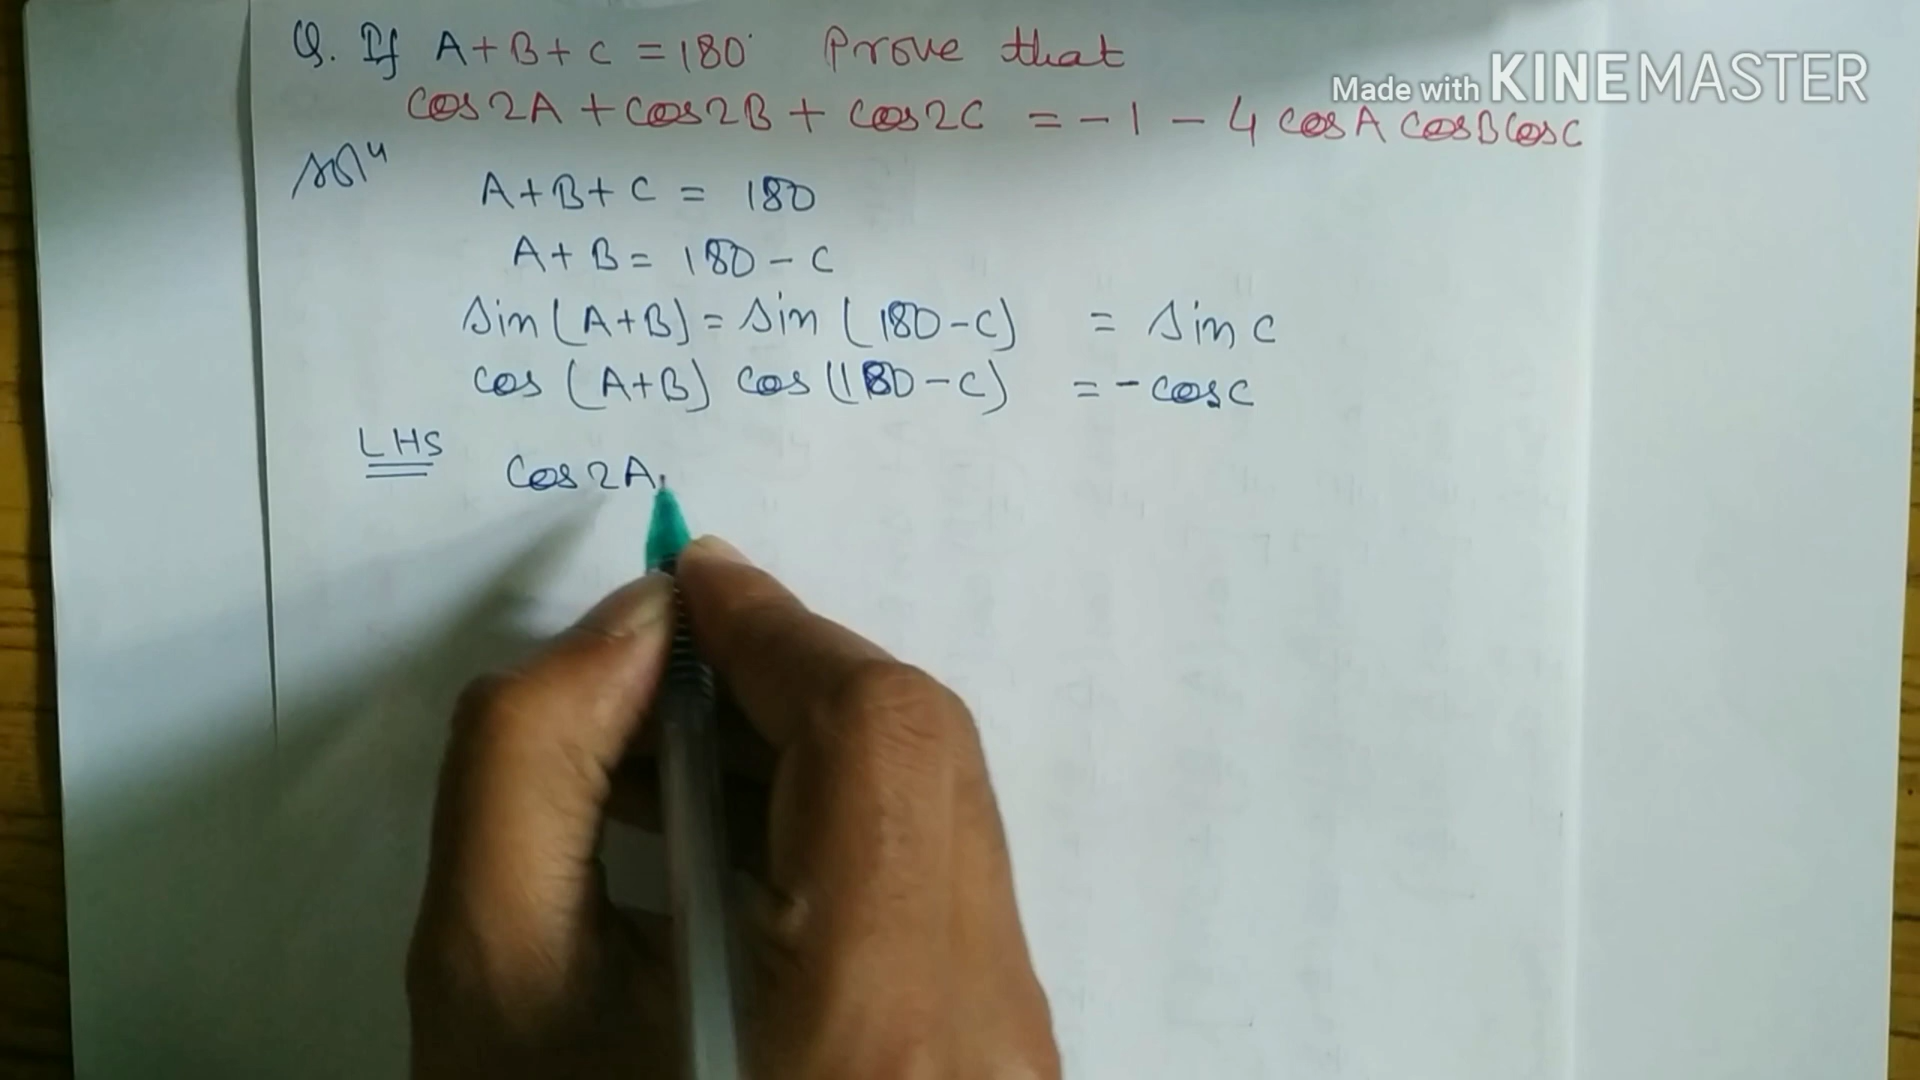 Q. If A+B+C = 180° Prove that
Made with KINEMASTER
cos2A + cos2B + cos2C = -1 - 4 cosA cosB cosC
solⁿ
A+B+C = 180
A+B = 180-C
sin(A+B) = sin (180-C) = sin C
cos (A+B) cos (180-C) = -cosC
LHS
cos2A